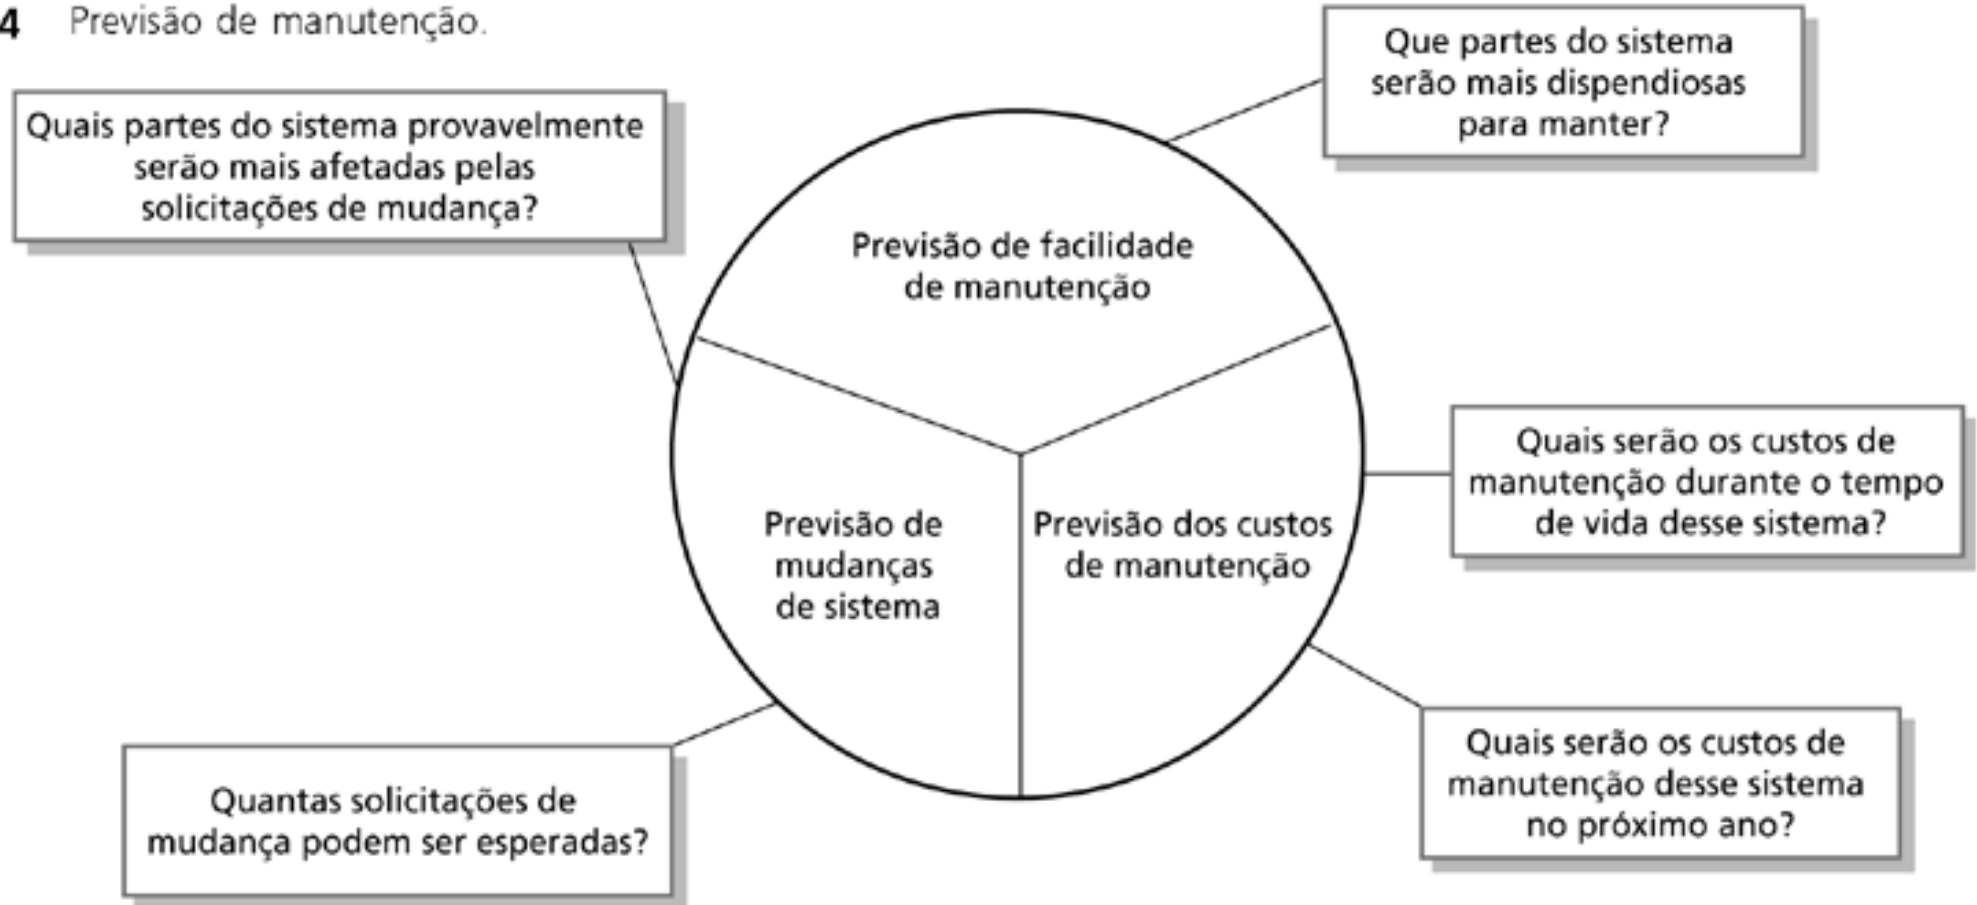 4 Previsão de manutenção.
Que partes do sistema
serão mais dispendiosas
para manter?
Quais partes do sistema provavelmente
serão mais afetadas pelas
solicitações de mudança?
Previsão de facilidade
de manutenção
Quais serão os custos de
manutenção durante o tempo
de vida desse sistema?
Previsão de
mudanças
de sistema
Previsão dos custos
de manutenção
Quais serão os custos de
manutenção desse sistema
no próximo ano?
Quantas solicitações de
mudança podem ser esperadas?